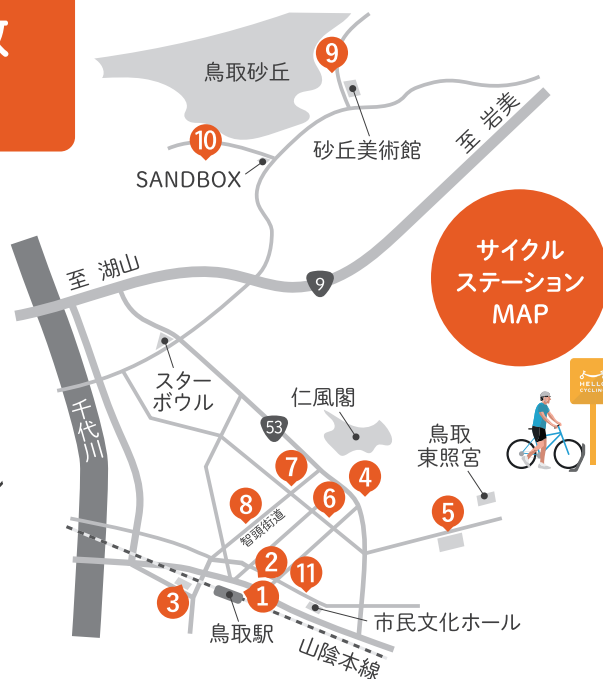 鳥取砂丘
9
砂丘美術館
10
SANDBOX
至 岩美
サイクル
ステーション
MAP
至 湖山
9
HELLO
CYCLING
スター
ボウル
仁風閣
53
千代川
鳥取
東照宮
7
4
6
8
5
智頭街道
2
11
1
3
鳥取駅
市民文化ホール
山陰本線